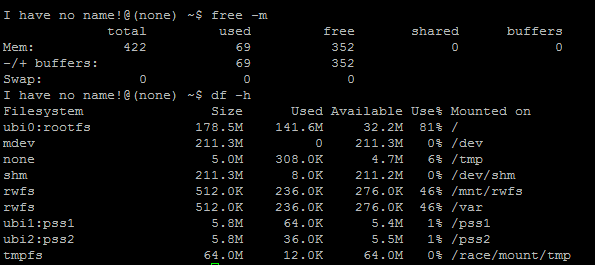 I have no name!@(none) ~$ free -m
total used free shared buffers
Mem: 422 69 352 0 0
-/+ buffers: 69 352
Swap: 0 0 0
I have no name!@(none) ~$ df -h
Filesystem Size Used Available Use% Mounted on
ubi0:rootfs 178.5M 141.6M 32.2M 81% /
mdev 211.3M 0 211.3M 0% /dev
none 5.0M 308.0K 4.7M 6% /tmp
shm 211.3M 8.0K 211.2M 0% /dev/shm
rwfs 512.0K 236.0K 276.0K 46% /mnt/rwfs
rwfs 512.0K 236.0K 276.0K 46% /var
ubi1:pss1 5.8M 64.0K 5.4M 1% /pss1
ubi2:pss2 5.8M 36.0K 5.5M 1% /pss2
tmpfs 64.0M 12.0K 64.0M 0% /race/mount/tmp